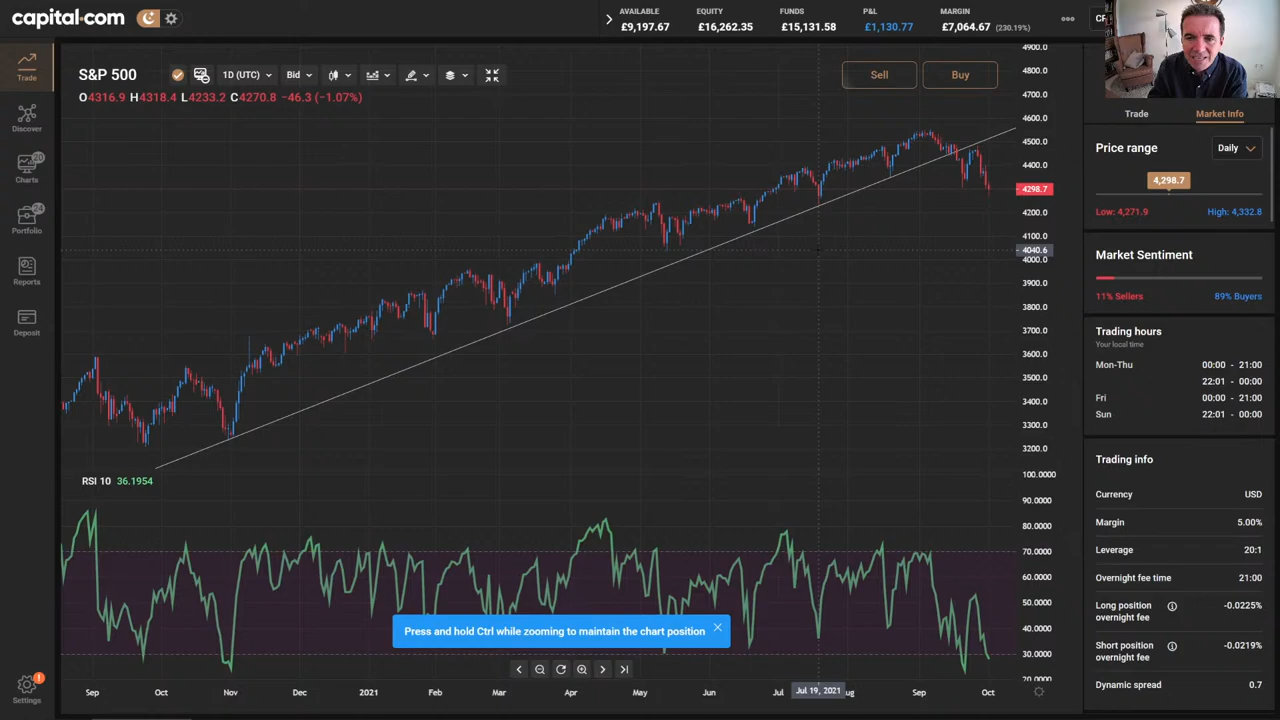 capital.com
AVAILABLE EQUITY FUNDS P&L MARGIN
£9,197.67 £16,262.35 £15,131.58 £1,130.77 £7,064.67 (230.19%)
Trade
Discover
20
Charts
24
Portfolio
Reports
Deposit
Settings
S&P 500 1D (UTC) Bid
O4316.9 H4318.4 L4233.2 C4270.8 −46.3 (−1.07%)
Sell Buy
4900.0
4800.0
4700.0
4600.0
4500.0
4400.0
4298.7
4200.0
4100.0
4040.6
4000.0
3900.0
3800.0
3700.0
3600.0
3500.0
3400.0
3300.0
3200.0
RSI 10 36.1954
100.0000
90.0000
80.0000
70.0000
60.0000
50.0000
40.0000
30.0000
20.0000
Press and hold Ctrl while zooming to maintain the chart position
Sep Oct Nov Dec 2021 Feb Mar Apr May Jun Jul Jul 19, 2021 ug Sep Oct
Trade Market Info
Price range Daily
4,298.7
Low: 4,271.9 High: 4,332.8
Market Sentiment
11% Sellers 89% Buyers
Trading hours
Your local time
Mon-Thu 00:00 - 21:00
22:01 - 00:00
Fri 00:00 - 21:00
Sun 22:01 - 00:00
Trading info
Currency USD
Margin 5.00%
Leverage 20:1
Overnight fee time 21:00
Long position overnight fee -0.0225%
Short position overnight fee -0.0219%
Dynamic spread 0.7